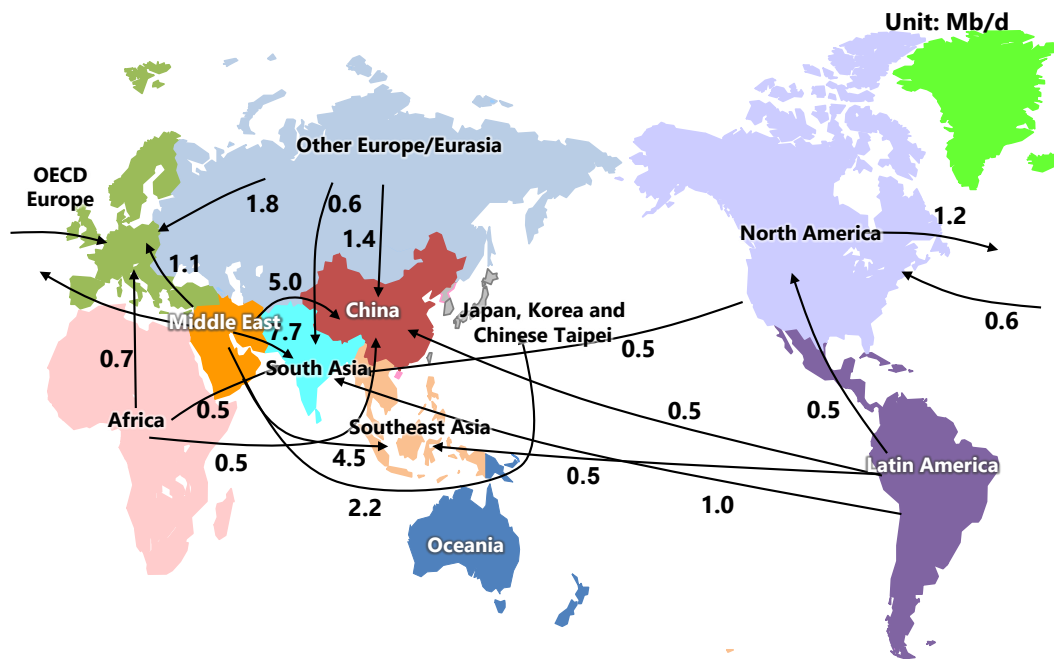 Unit: Mb/d
Other Europe/Eurasia
OECD
Europe
1.8
0.6
1.2
1.4
North America
1.1
5.0
China
Japan, Korea and
Chinese Taipei
Middle East
0.6
7.7
0.7
0.5
South Asia
0.5
0.5
0.5
Africa
Southeast Asia
0.5
4.5
0.5
Latin America
2.2
1.0
Oceania